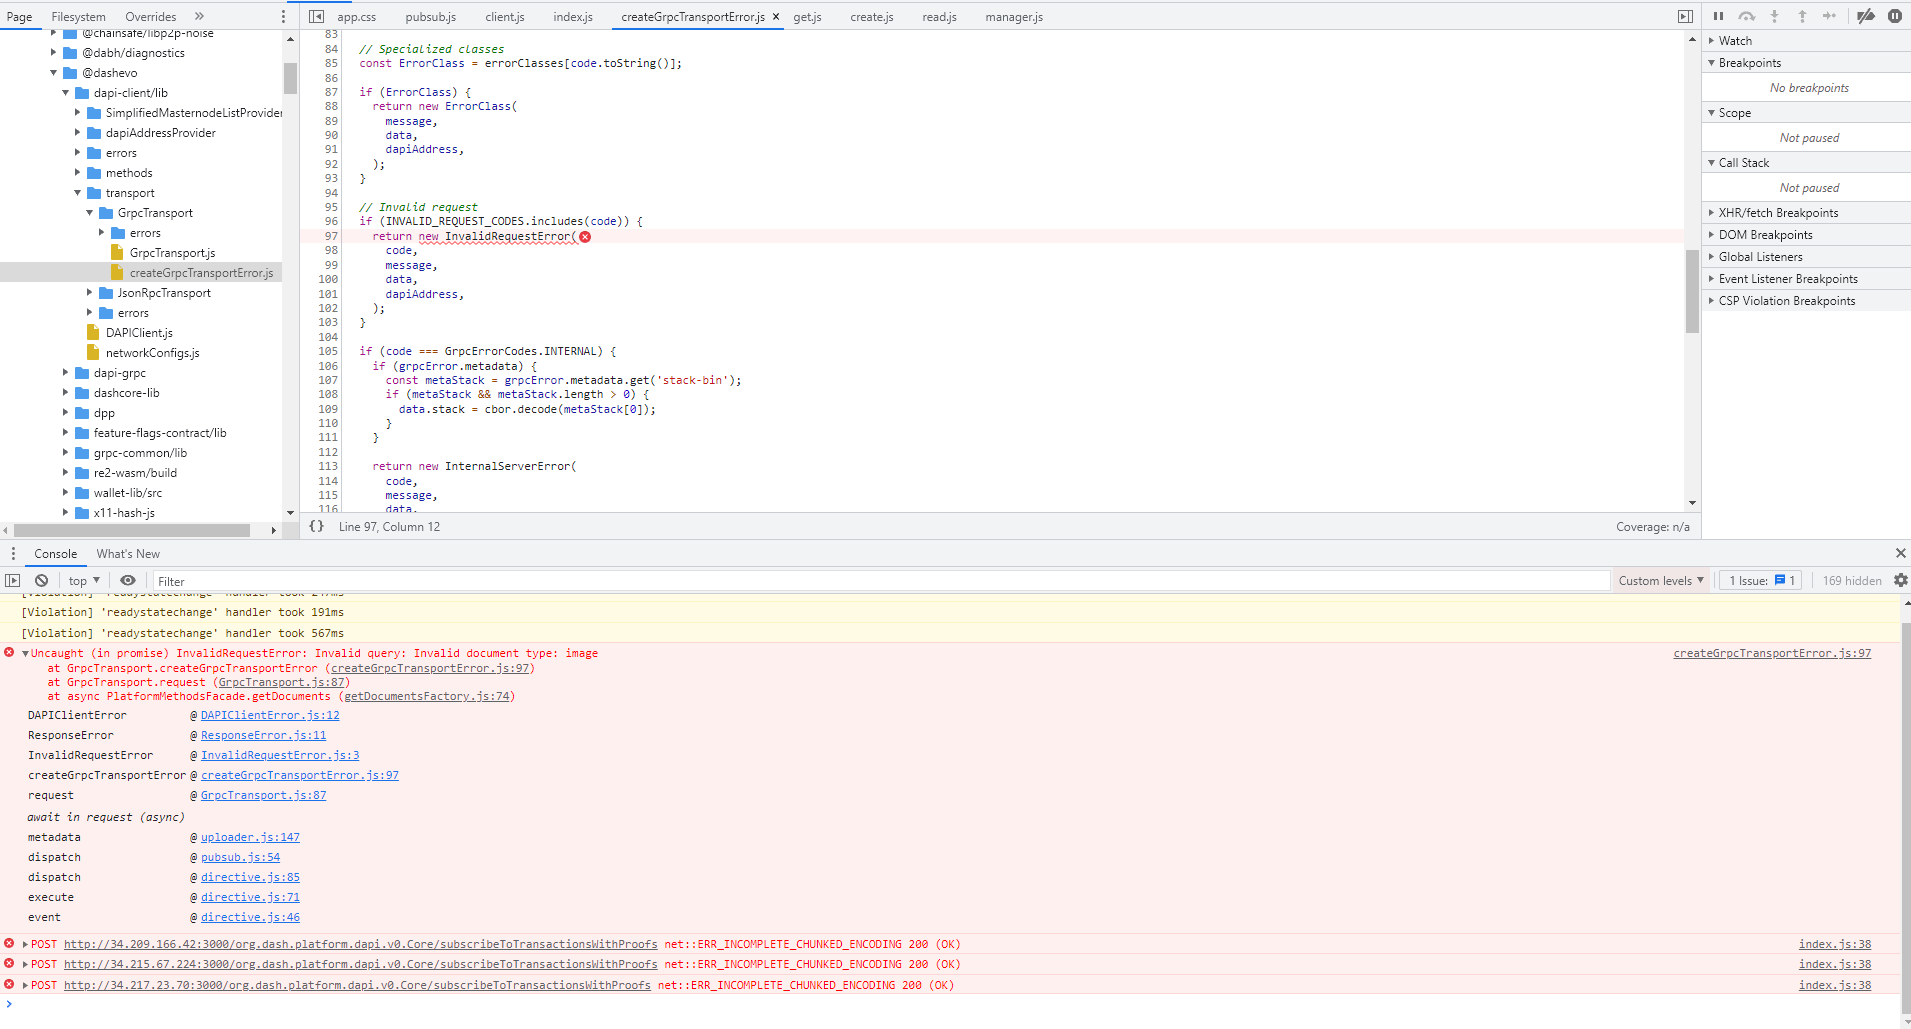 Page Filesystem Overrides »
app.css pubsub.js client.js index.js createGrpcTransportError.js × get.js create.js read.js manager.js
@chainsafe/libp2p-noise
@dabh/diagnostics
@dashevo
dapi-client/lib
SimplifiedMasternodeListProvider
dapiAddressProvider
errors
methods
transport
GrpcTransport
errors
GrpcTransport.js
createGrpcTransportError.js
JsonRpcTransport
errors
DAPIClient.js
networkConfigs.js
dapi-grpc
dashcore-lib
dpp
feature-flags-contract/lib
grpc-common/lib
re2-wasm/build
wallet-lib/src
x11-hash-js
83
84 // Specialized classes
85 const ErrorClass = errorClasses[code.toString()];
86
87 if (ErrorClass) {
88 return new ErrorClass(
89 message,
90 data,
91 dapiAddress,
92 );
93 }
94
95 // Invalid request
96 if (INVALID_REQUEST_CODES.includes(code)) {
97 return new InvalidRequestError(
98 code,
99 message,
100 data,
101 dapiAddress,
102 );
103 }
104
105 if (code === GrpcErrorCodes.INTERNAL) {
106 if (grpcError.metadata) {
107 const metaStack = grpcError.metadata.get('stack-bin');
108 if (metaStack && metaStack.length > 0) {
109 data.stack = cbor.decode(metaStack[0]);
110 }
111 }
112
113 return new InternalServerError(
114 code,
115 message,
116 data,
{} Line 97, Column 12 Coverage: n/a
Watch
Breakpoints
No breakpoints
Scope
Not paused
Call Stack
Not paused
XHR/fetch Breakpoints
DOM Breakpoints
Global Listeners
Event Listener Breakpoints
CSP Violation Breakpoints
Console What's New
top Filter Custom levels 1 Issue: 1 169 hidden
[Violation] 'readystatechange' handler took 247ms
[Violation] 'readystatechange' handler took 191ms
[Violation] 'readystatechange' handler took 567ms
Uncaught (in promise) InvalidRequestError: Invalid query: Invalid document type: image createGrpcTransportError.js:97
at GrpcTransport.createGrpcTransportError (createGrpcTransportError.js:97)
at GrpcTransport.request (GrpcTransport.js:87)
at async PlatformMethodsFacade.getDocuments (getDocumentsFactory.js:74)
DAPIClientError @ DAPIClientError.js:12
ResponseError @ ResponseError.js:11
InvalidRequestError @ InvalidRequestError.js:3
createGrpcTransportError @ createGrpcTransportError.js:97
request @ GrpcTransport.js:87
await in request (async)
metadata @ uploader.js:147
dispatch @ pubsub.js:54
dispatch @ directive.js:85
execute @ directive.js:71
event @ directive.js:46
POST http://34.209.166.42:3000/org.dash.platform.dapi.v0.Core/subscribeToTransactionsWithProofs net::ERR_INCOMPLETE_CHUNKED_ENCODING 200 (OK) index.js:38
POST http://34.215.67.224:3000/org.dash.platform.dapi.v0.Core/subscribeToTransactionsWithProofs net::ERR_INCOMPLETE_CHUNKED_ENCODING 200 (OK) index.js:38
POST http://34.217.23.70:3000/org.dash.platform.dapi.v0.Core/subscribeToTransactionsWithProofs net::ERR_INCOMPLETE_CHUNKED_ENCODING 200 (OK) index.js:38